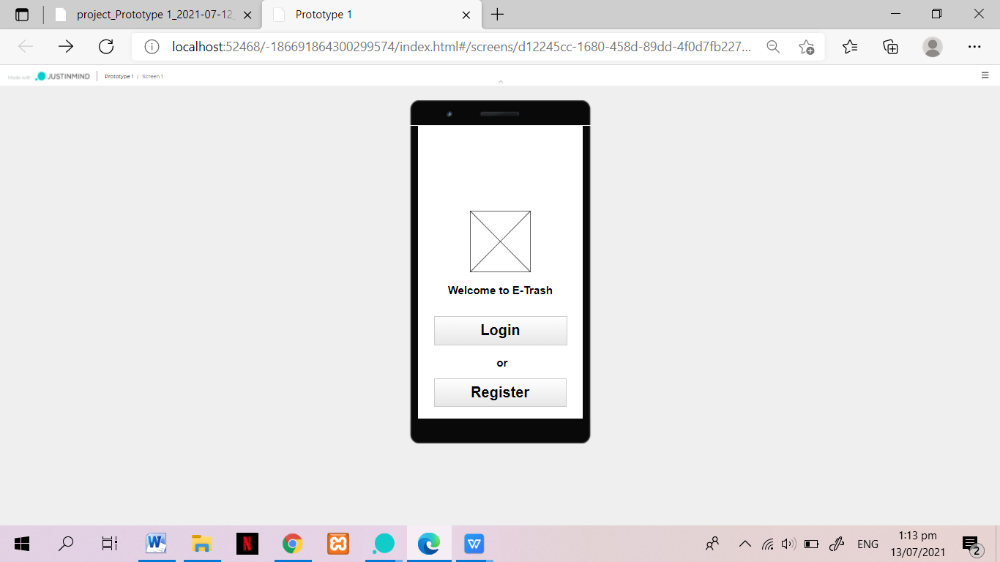 project_Prototype 1_2021-07-12
Prototype 1
localhost:52468/-186691864300299574/index.html#/screens/d12245cc-1680-458d-89dd-4f0d7fb227...
Made with JUSTINMIND Prototype 1 / Screen 1
Welcome to E-Trash
Login
or
Register
W
N
W
ENG
1:13 pm
13/07/2021
2